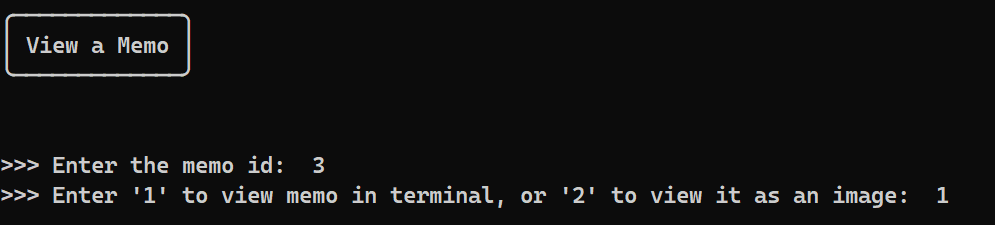 View a Memo
>>> Enter the memo id:  3
>>> Enter '1' to view memo in terminal, or '2' to view it as an image:  1